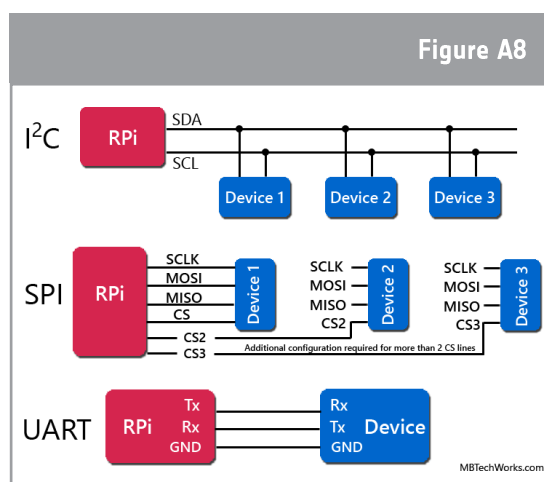 Figure A8
I²C
RPi
SDA
SCL
Device 1
Device 2
Device 3
SPI
RPi
SCLK
MOSI
MISO
CS
CS2
CS3
Device 1
SCLK
MOSI
MISO
CS2
Device 2
SCLK
MOSI
MISO
CS3
Device 3
Additional configuration required for more than 2 CS lines
UART
RPi
Tx
Rx
GND
Rx
Tx
GND
Device
MBTechWorks.com